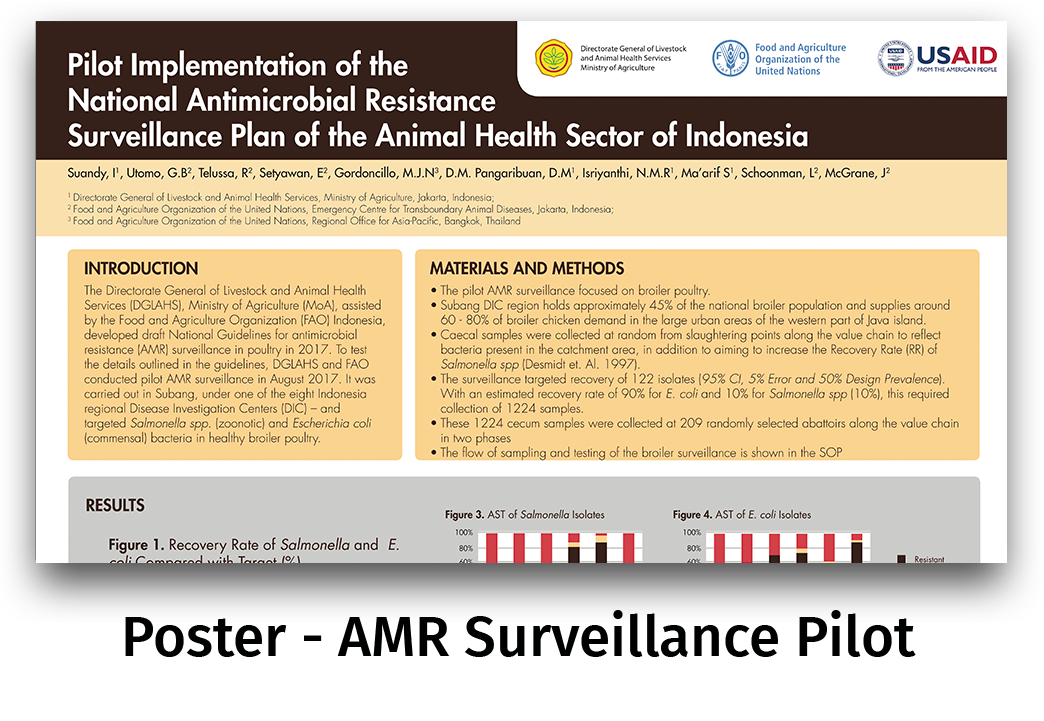 Pilot Implementation of the
National Antimicrobial Resistance
Surveillance Plan of the Animal Health Sector of Indonesia
Directorate General of Livestock
and Animal Health Services
Ministry of Agriculture
FAO
FIAT PANIS
Food and Agriculture
Organization of the
United Nations
USAID
USAID
FROM THE AMERICAN PEOPLE
Suandy, I¹, Utomo, G.B², Telussa, R², Setyawan, E², Gordoncillo, M.J.N³, D.M. Pangaribuan, D.M¹, Isriyanthi, N.M.R¹, Ma'arif S¹, Schoonman, L², McGrane, J²
¹ Directorate General of Livestock and Animal Health Services, Ministry of Agriculture, Jakarta, Indonesia;
² Food and Agriculture Organization of the United Nations, Emergency Centre for Transboundary Animal Diseases, Jakarta, Indonesia;
³ Food and Agriculture Organization of the United Nations, Regional Office for Asia-Pacific, Bangkok, Thailand
INTRODUCTION
The Directorate General of Livestock and Animal Health
Services (DGLAHS), Ministry of Agriculture (MoA), assisted
by the Food and Agriculture Organization (FAO) Indonesia,
developed draft National Guidelines for antimicrobial
resistance (AMR) surveillance in poultry in 2017. To test
the details outlined in the guidelines, DGLAHS and FAO
conducted pilot AMR surveillance in August 2017. It was
carried out in Subang, under one of the eight Indonesia
regional Disease Investigation Centers (DIC) – and
targeted Salmonella spp. (zoonotic) and Escherichia coli
(commensal) bacteria in healthy broiler poultry.
MATERIALS AND METHODS
• The pilot AMR surveillance focused on broiler poultry.
• Subang DIC region holds approximately 45% of the national broiler population and supplies around
60 - 80% of broiler chicken demand in the large urban areas of the western part of Java island.
• Caecal samples were collected at random from slaughtering points along the value chain to reflect
bacteria present in the catchment area, in addition to aiming to increase the Recovery Rate (RR) of
Salmonella spp (Desmidt et. Al. 1997).
• The surveillance targeted recovery of 122 isolates (95% CI, 5% Error and 50% Design Prevalence).
With an estimated recovery rate of 90% for E. coli and 10% for Salmonella spp (10%), this required
collection of 1224 samples.
• These 1224 cecum samples were collected at 209 randomly selected abattoirs along the value chain
in two phases
• The flow of sampling and testing of the broiler surveillance is shown in the SOP
RESULTS
Figure 1. Recovery Rate of Salmonella and E.
coli Compared with Target (%)
Figure 3. AST of Salmonella Isolates
100%
80%
60%
Figure 4. AST of E. coli Isolates
100%
80%
60%
Resistant
Poster - AMR Surveillance Pilot